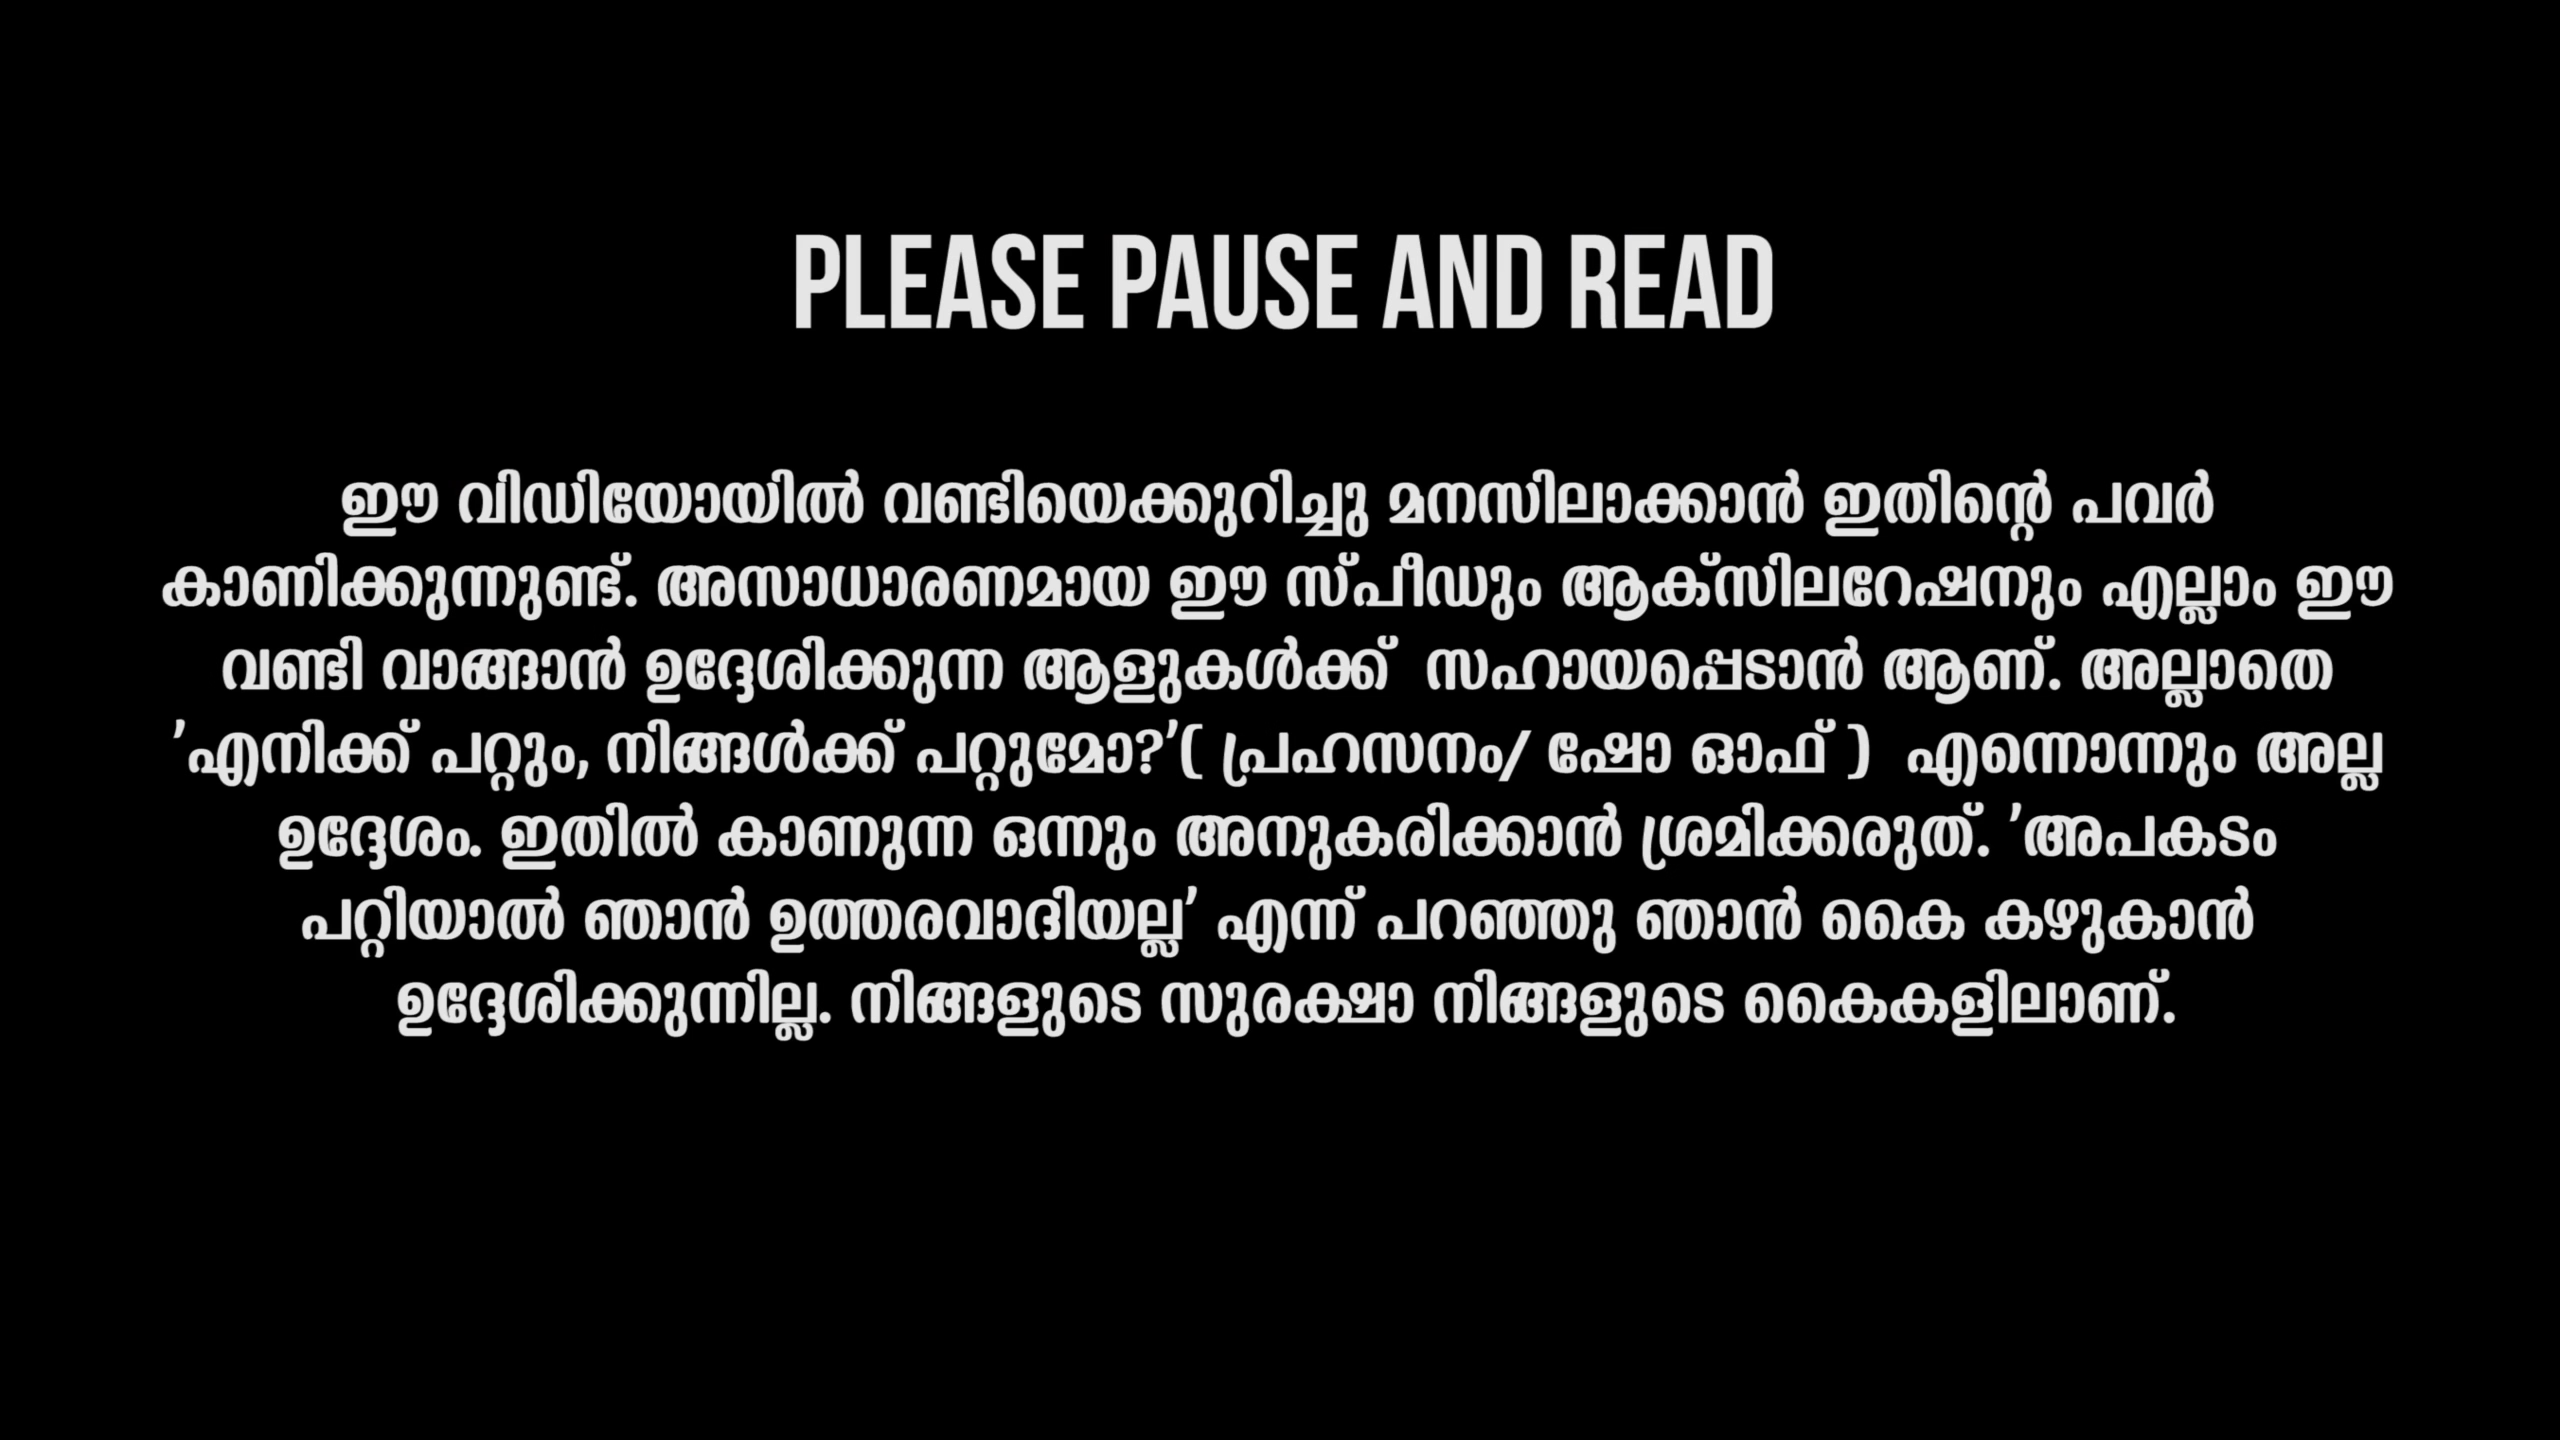 PLEASE PAUSE AND READ
ഈ വിഡിയോയിൽ വണ്ടിയെക്കുറിച്ചു മനസിലാക്കാൻ ഇതിന്റെ പവർ
കാണിക്കുന്നുണ്ട്. അസാധാരണമായ ഈ സ്പീഡും ആക്സിലറേഷനും എല്ലാം ഈ
വണ്ടി വാങ്ങാൻ ഉദ്ദേശിക്കുന്ന ആളുകൾക്ക് സഹായപ്പെടാൻ ആണ്. അല്ലാതെ
'എനിക്ക് പറ്റും, നിങ്ങൾക്ക് പറ്റുമോ?'( പ്രഹസനം/ ഷോ ഓഫ് ) എന്നൊന്നും അല്ല
ഉദ്ദേശം. ഇതിൽ കാണുന്ന ഒന്നും അനുകരിക്കാൻ ശ്രമിക്കരുത്. 'അപകടം
പറ്റിയാൽ ഞാൻ ഉത്തരവാദിയല്ല' എന്ന് പറഞ്ഞു ഞാൻ കൈ കഴുകാൻ
ഉദ്ദേശിക്കുന്നില്ല. നിങ്ങളുടെ സുരക്ഷാ നിങ്ങളുടെ കൈകളിലാണ്.